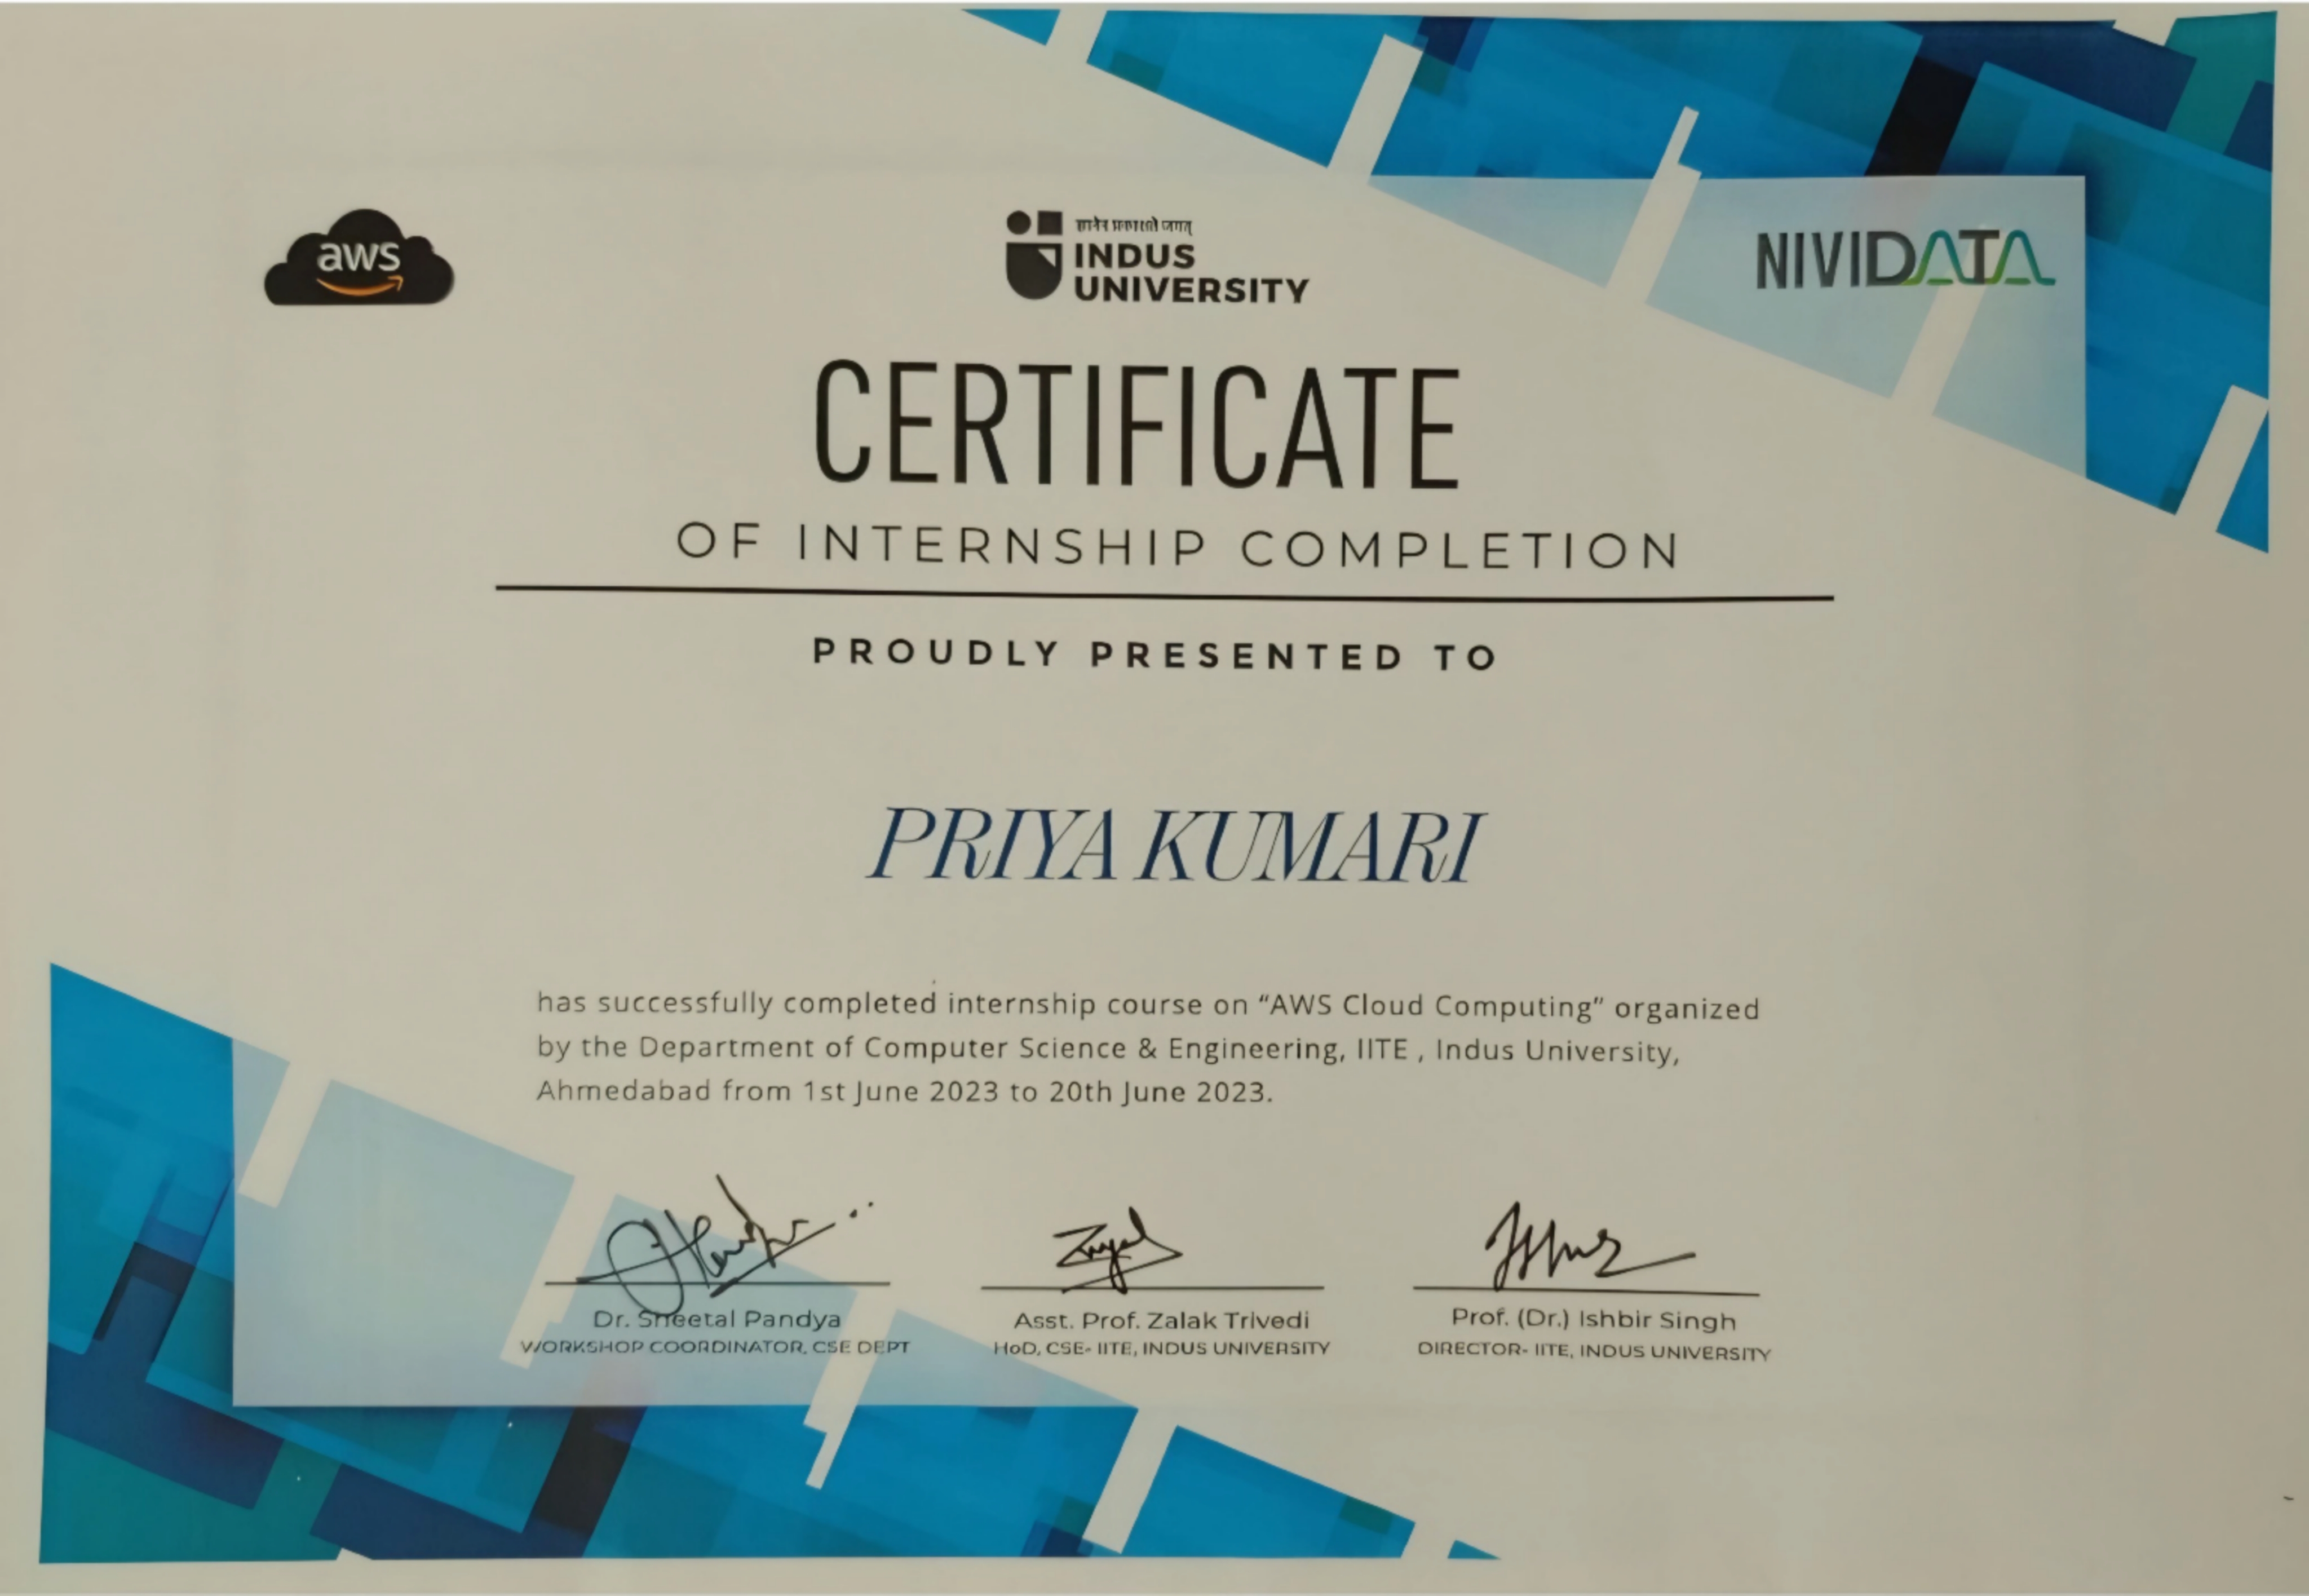 aws
ज्ञानेन प्रकाशते जगत्
INDUS
UNIVERSITY
NIVIDATA
CERTIFICATE
OF INTERNSHIP COMPLETION
PROUDLY PRESENTED TO
PRIYA KUMARI
has successfully completed internship course on “AWS Cloud Computing” organized
by the Department of Computer Science & Engineering, IITE , Indus University,
Ahmedabad from 1st June 2023 to 20th June 2023.
Dr. Sheetal Pandya
WORKSHOP COORDINATOR, CSE DEPT
Asst. Prof. Zalak Trivedi
HoD, CSE- IITE, INDUS UNIVERSITY
Prof. (Dr.) Ishbir Singh
DIRECTOR- IITE, INDUS UNIVERSITY